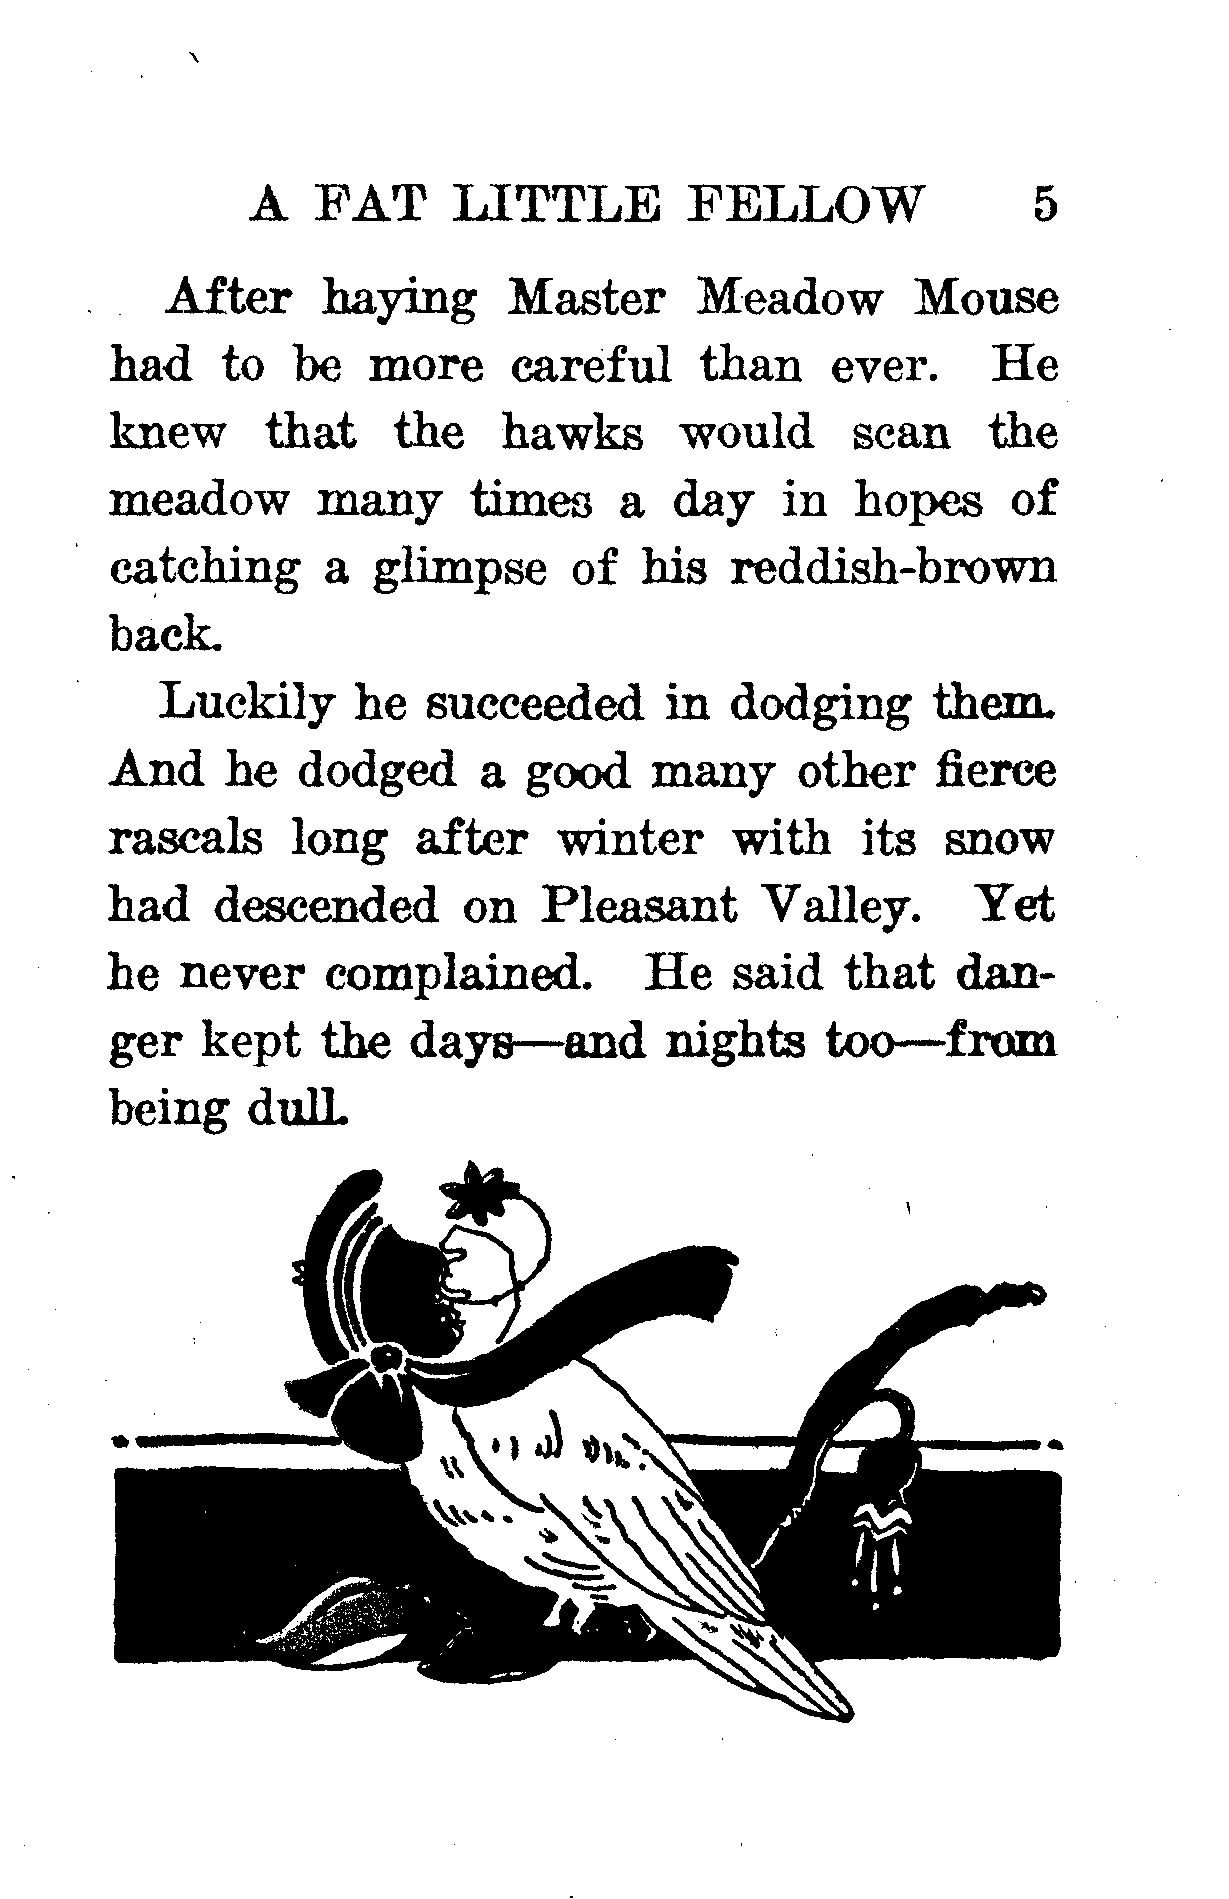 A FAT LITTLE FELLOW 5
After haying Master Meadow Mouse
had to be more careful than ever. He
knew that the hawks would scan the
meadow many times a day in hopes of
catching a glimpse of his reddish-brown
back.
Luckily he succeeded in dodging them.
And he dodged a good many other fierce
rascals long after winter with its snow
had descended on Pleasant Valley. Yet
he never complained. He said that dan-
ger kept the days—and nights too—from
being dull.